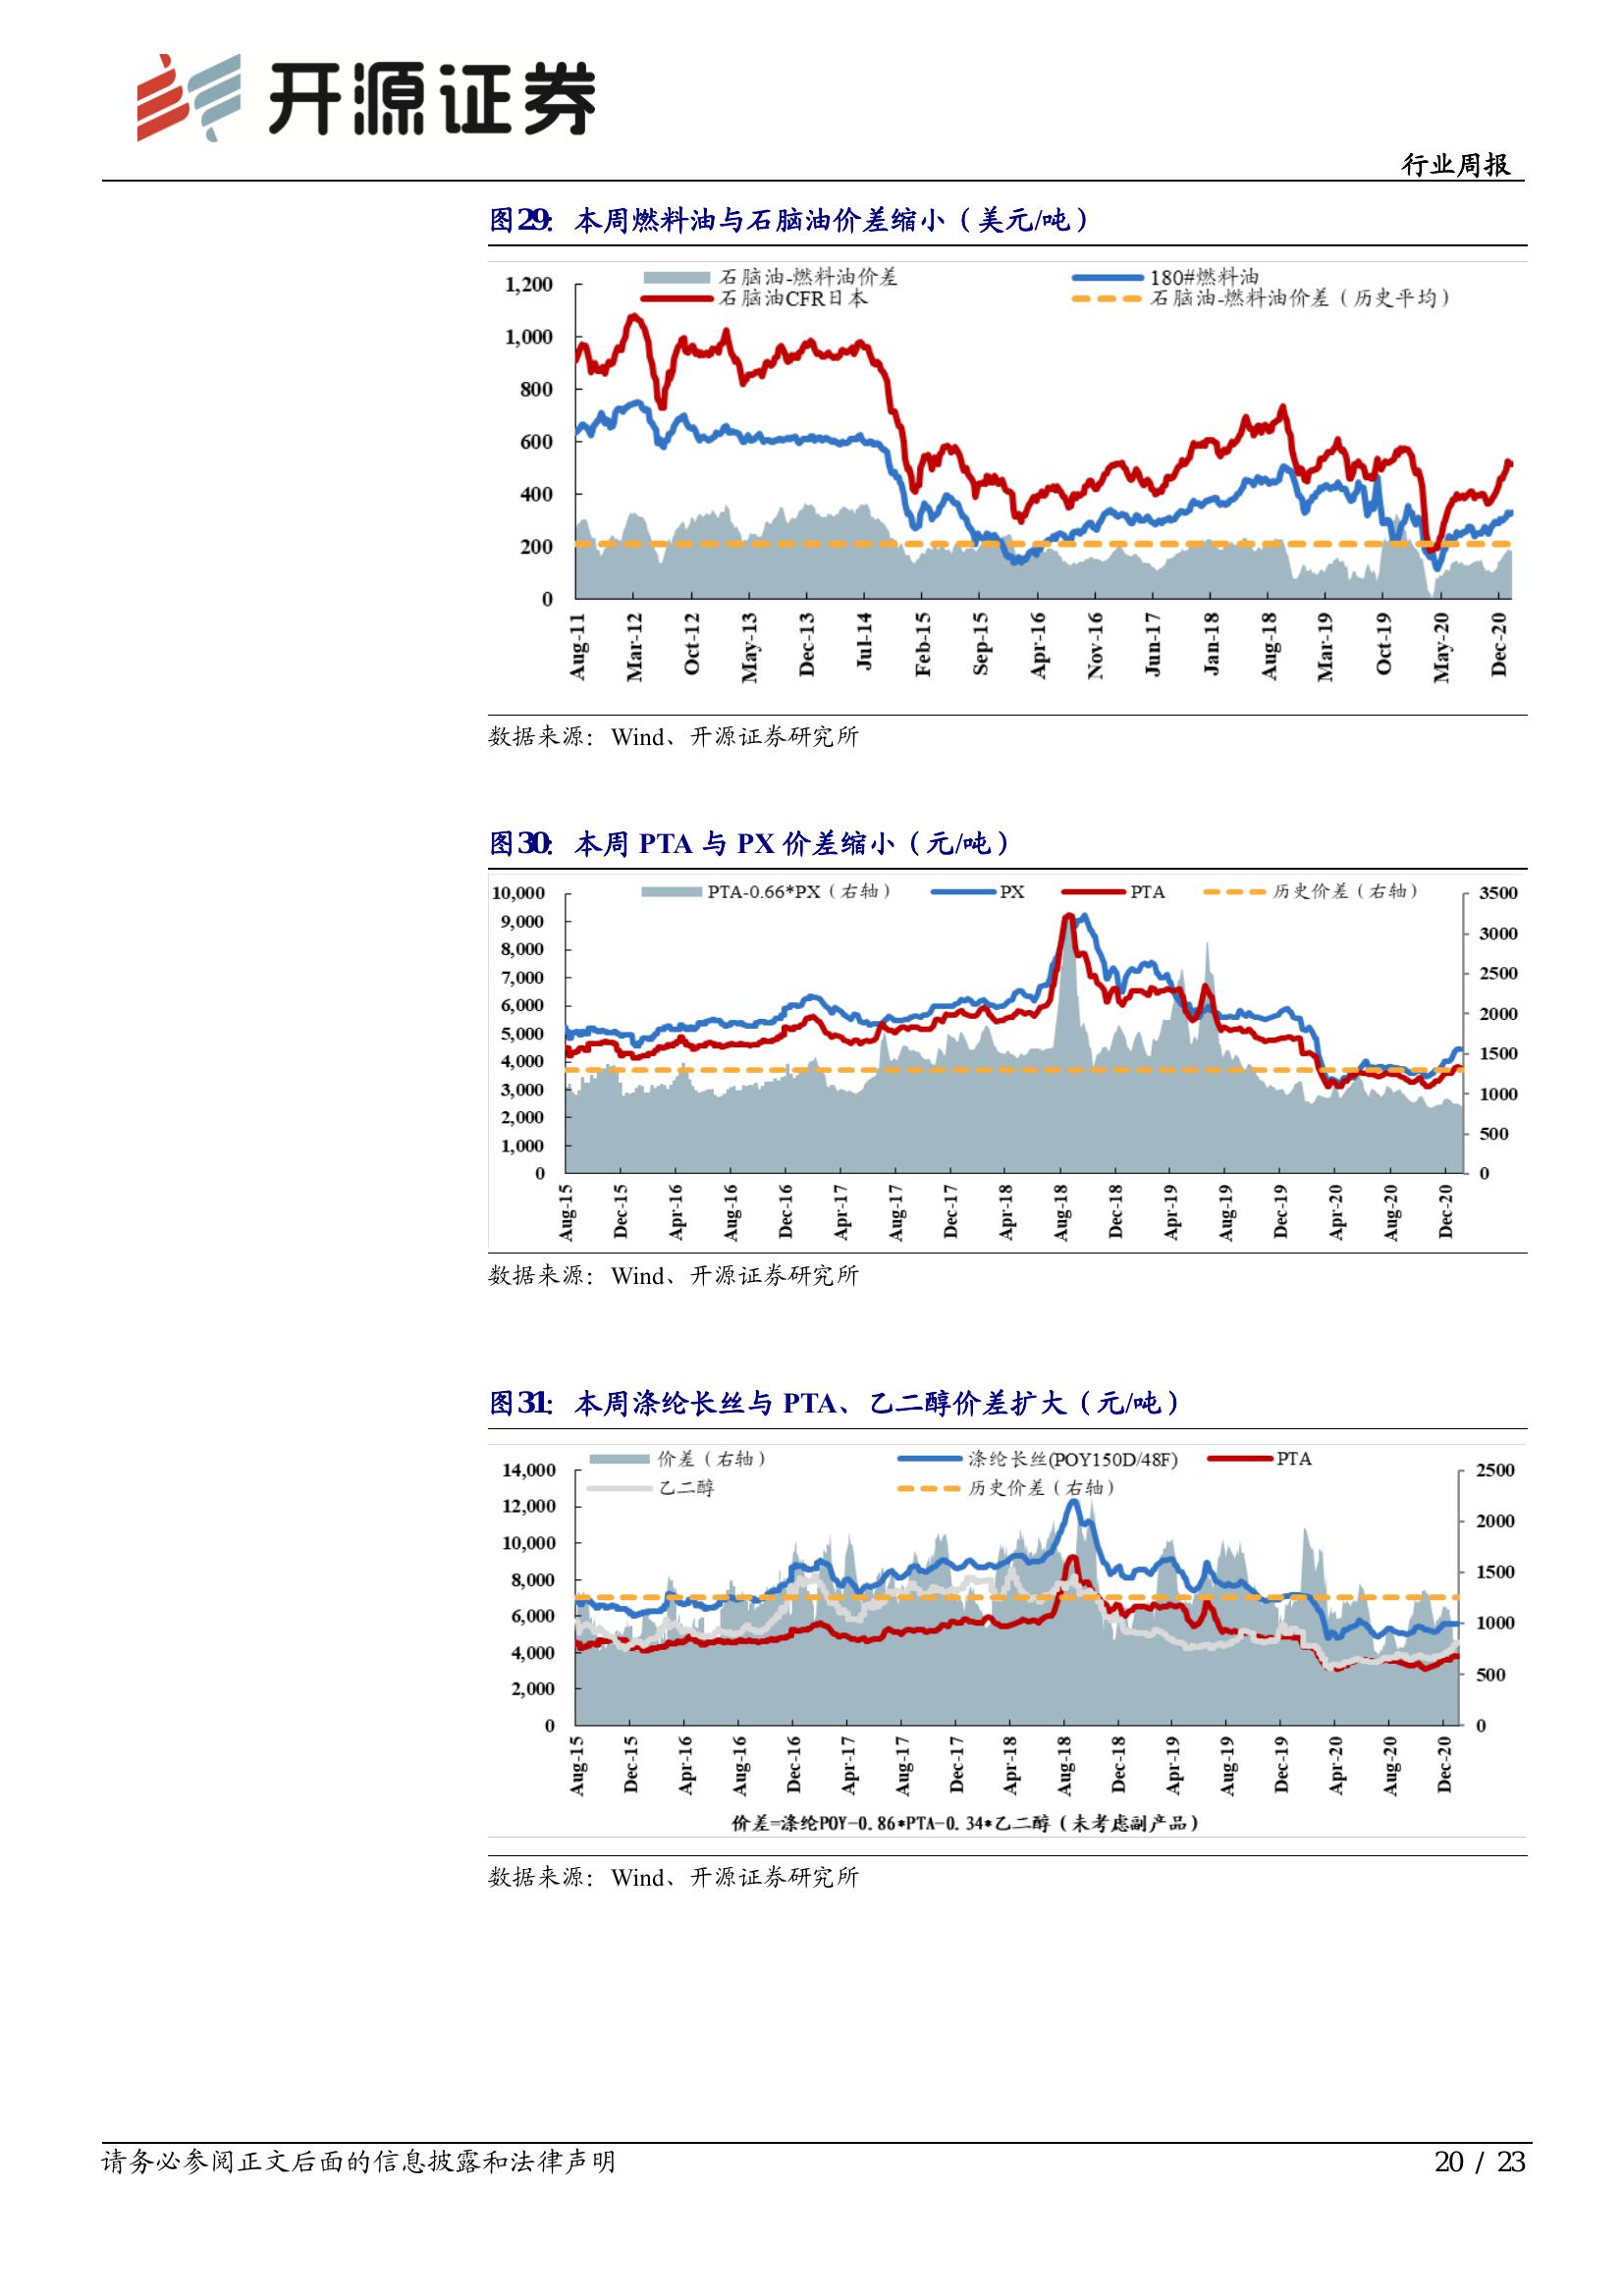 开源证券
行业周报
图29: 本周燃料油与石脑油价差缩小（美元/吨）
石脑油-燃料油价差
180#燃料油
石脑油CFR日本
石脑油-燃料油价差（历史平均）
1,200
1,000
800
600
400
200
0
Aug-11
Mar-12
Oct-12
May-13
Dec-13
Jul-14
Feb-15
Sep-15
Apr-16
Nov-16
Jun-17
Jan-18
Aug-18
Mar-19
Oct-19
May-20
Dec-20
数据来源：Wind、开源证券研究所
图30: 本周 PTA 与 PX 价差缩小（元/吨）
PTA-0.66*PX（右轴）
PX
PTA
历史价差（右轴）
10,000
9,000
8,000
7,000
6,000
5,000
4,000
3,000
2,000
1,000
0
3500
3000
2500
2000
1500
1000
500
0
Aug-15
Dec-15
Apr-16
Aug-16
Dec-16
Apr-17
Aug-17
Dec-17
Apr-18
Aug-18
Dec-18
Apr-19
Aug-19
Dec-19
Apr-20
Aug-20
Dec-20
数据来源：Wind、开源证券研究所
图31: 本周涤纶长丝与 PTA、乙二醇价差扩大（元/吨）
价差（右轴）
涤纶长丝(POY150D/48F)
PTA
乙二醇
历史价差（右轴）
14,000
12,000
10,000
8,000
6,000
4,000
2,000
0
2500
2000
1500
1000
500
0
Aug-15
Dec-15
Apr-16
Aug-16
Dec-16
Apr-17
Aug-17
Dec-17
Apr-18
Aug-18
Dec-18
Apr-19
Aug-19
Dec-19
Apr-20
Aug-20
Dec-20
价差=涤纶POY-0.86*PTA-0.34*乙二醇（未考虑副产品）
数据来源：Wind、开源证券研究所
请务必参阅正文后面的信息披露和法律声明
20 / 23